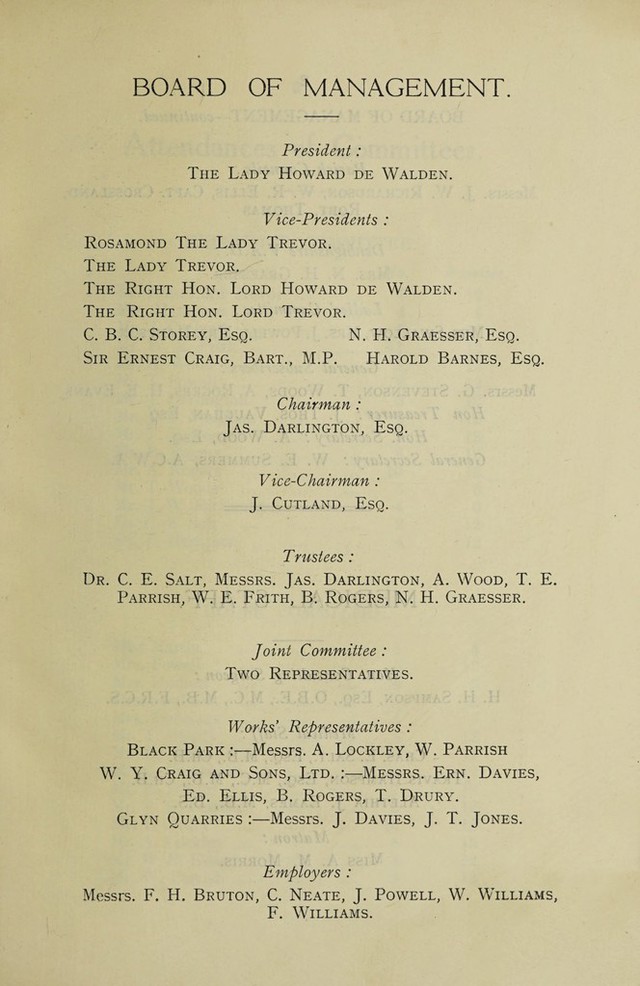 BOARD OF MANAGEMENT.
President :
THE LADY HOWARD DE WALDEN.
Vice-Presidents :
ROSAMOND THE LADY TREVOR.
THE LADY TREVOR.
THE RIGHT HON. LORD HOWARD DE WALDEN.
THE RIGHT HON. LORD TREVOR.
C. B. C. STOREY, ESQ. N. H. GRAESSER, ESQ.
SIR ERNEST CRAIG, BART., M.P. HAROLD BARNES, ESQ.
Chairman :
JAS. DARLINGTON, ESQ.
Vice-Chairman :
J. CUTLAND, ESQ.
Trustees :
DR. C. E. SALT, MESSRS. JAS. DARLINGTON, A. WOOD, T. E.
PARRISH, W. E. FRITH, B. ROGERS, N. H. GRAESSER.
Joint Committee :
TWO REPRESENTATIVES.
Works' Representatives :
BLACK PARK :—Messrs. A. LOCKLEY, W. PARRISH
W. Y. CRAIG AND SONS, LTD. :—MESSRS. ERN. DAVIES,
ED. ELLIS, B. ROGERS, T. DRURY.
GLYN QUARRIES :—Messrs. J. DAVIES, J. T. JONES.
Employers :
Messrs. F. H. BRUTON, C. NEATE, J. POWELL, W. WILLIAMS,
F. WILLIAMS.